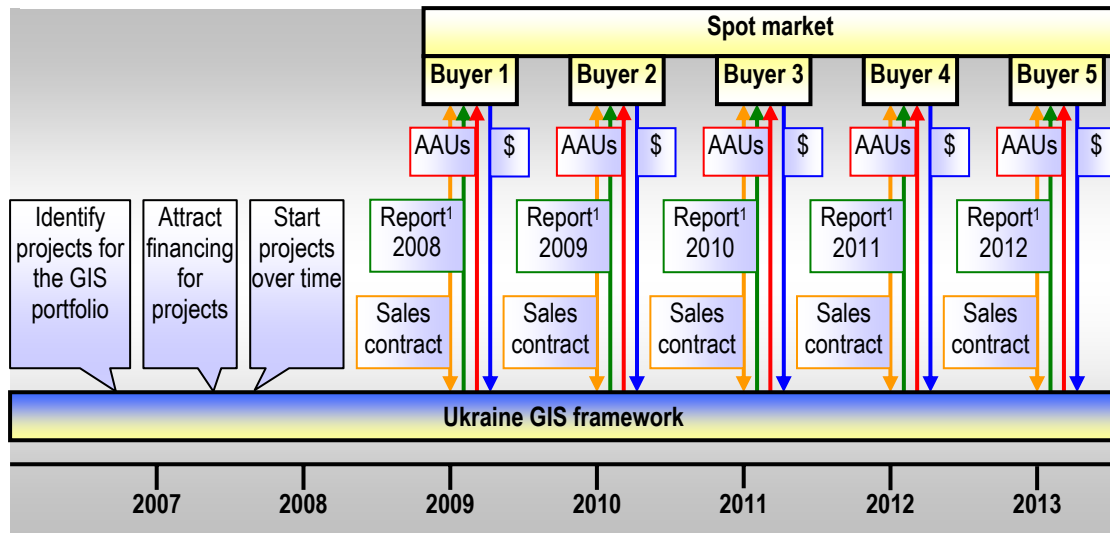 Spot market
Buyer 1
Buyer 2
Buyer 3
Buyer 4
Buyer 5
AAUs
$
AAUs
$
AAUs
$
AAUs
$
AAUs
$
Identify
projects for
the GIS
portfolio
Attract
financing
for
projects
Start
projects
over time
Report¹
2008
Report¹
2009
Report¹
2010
Report¹
2011
Report¹
2012
Sales
contract
Sales
contract
Sales
contract
Sales
contract
Sales
contract
Ukraine GIS framework
2007
2008
2009
2010
2011
2012
2013